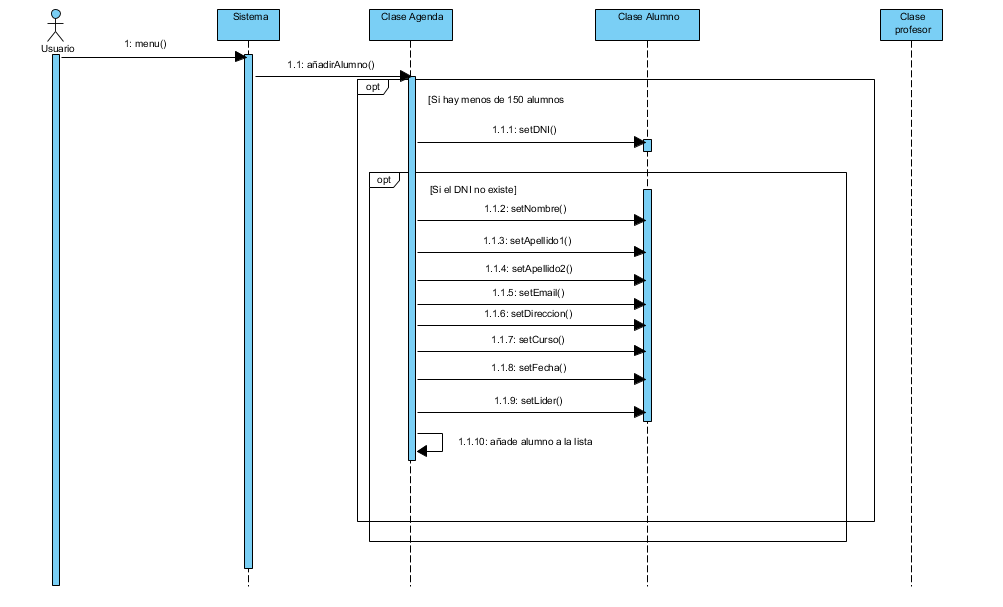 Usuario
Sistema
Clase Agenda
Clase Alumno
Clase
profesor
1: menu()
1.1: añadirAlumno()
opt
[Si hay menos de 150 alumnos
1.1.1: setDNI()
opt
[Si el DNI no existe]
1.1.2: setNombre()
1.1.3: setApellido1()
1.1.4: setApellido2()
1.1.5: setEmail()
1.1.6: setDireccion()
1.1.7: setCurso()
1.1.8: setFecha()
1.1.9: setLider()
1.1.10: añade alumno a la lista